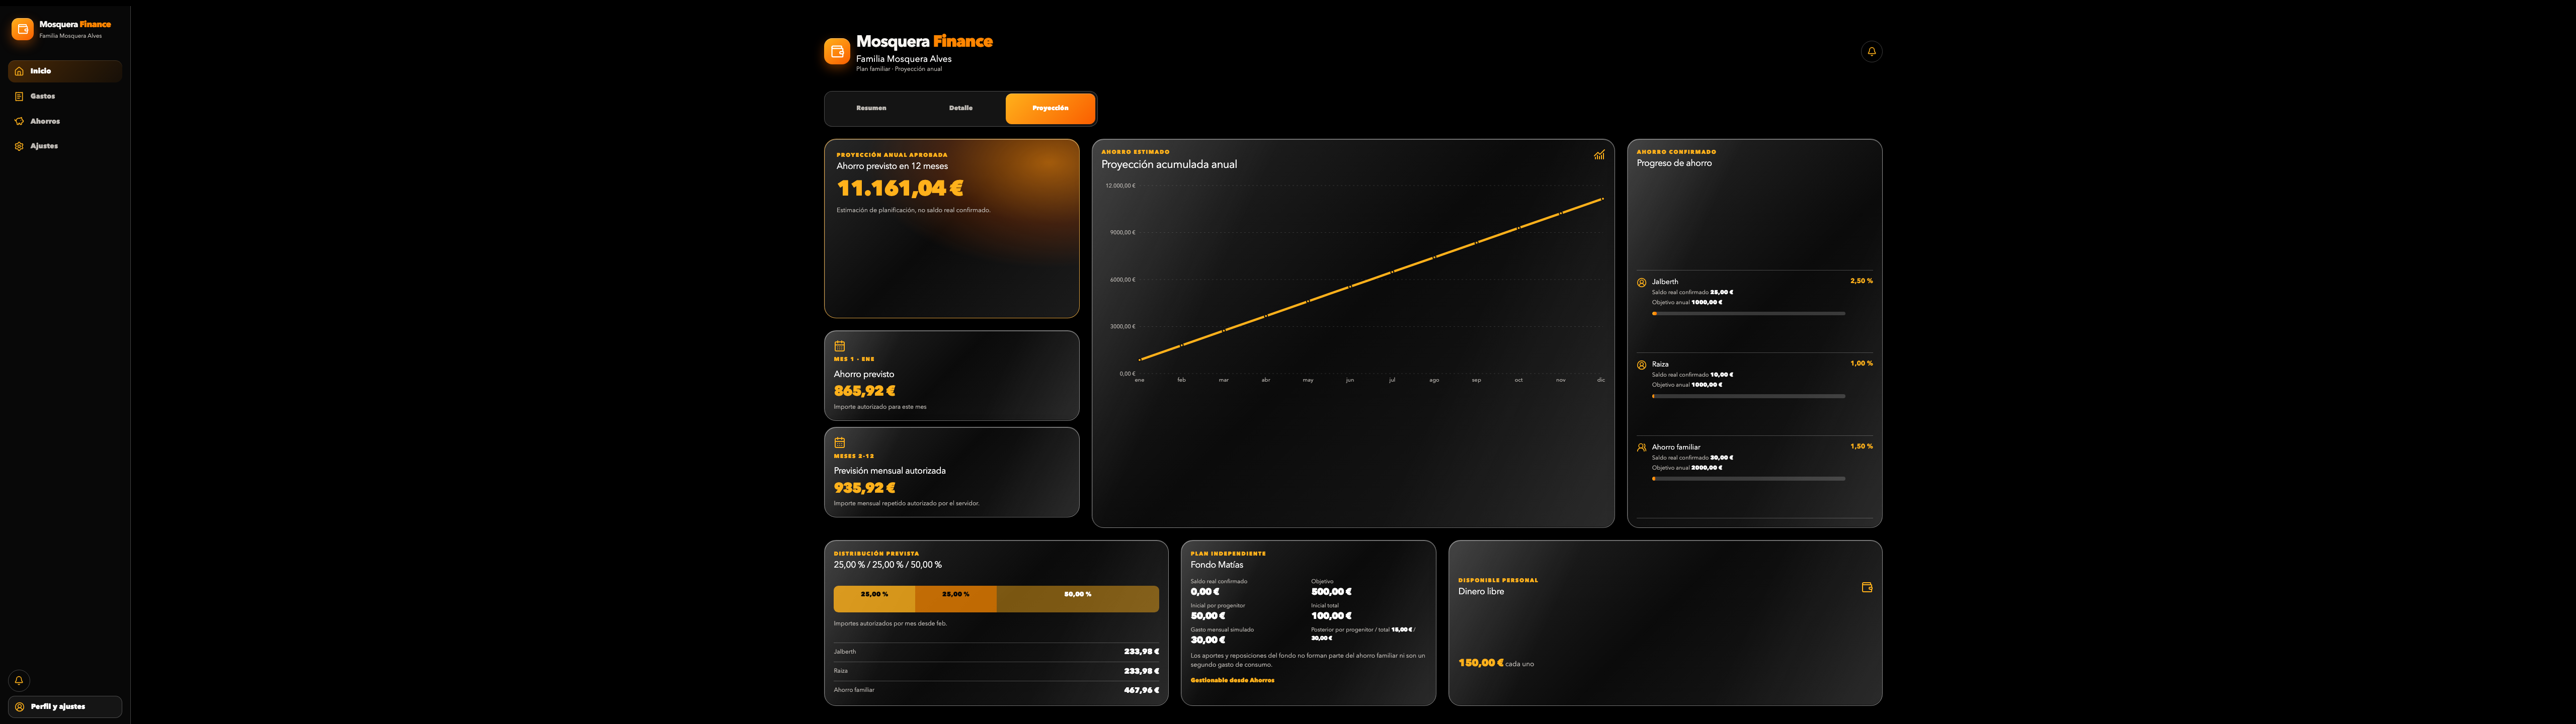 Mosquera Finance
Familia Mosquera Alves
Inicio
Gastos
Ahorros
Ajustes
Perfil y ajustes
Mosquera Finance
Familia Mosquera Alves
Plan familiar · Proyección anual
Resumen
Detalle
Proyección
PROYECCIÓN ANUAL APROBADA
Ahorro previsto en 12 meses
11.161,04 €
Estimación de planificación, no saldo real confirmado.
MES 1 · ENE
Ahorro previsto
865,92 €
Importe autorizado para este mes
MESES 2-12
Previsión mensual autorizada
935,92 €
Importe mensual repetido autorizado por el servidor.
AHORRO ESTIMADO
Proyección acumulada anual
12.000,00 €
9000,00 €
6000,00 €
3000,00 €
0,00 €
ene feb mar abr may jun jul ago sep oct nov dic
AHORRO CONFIRMADO
Progreso de ahorro
Jalberth 2,50 %
Saldo real confirmado 25,00 €
Objetivo anual 1000,00 €
Raiza 1,00 %
Saldo real confirmado 10,00 €
Objetivo anual 1000,00 €
Ahorro familiar 1,50 %
Saldo real confirmado 30,00 €
Objetivo anual 2000,00 €
DISTRIBUCIÓN PREVISTA
25,00 % / 25,00 % / 50,00 %
25,00 % 25,00 % 50,00 %
Importes autorizados por mes desde feb.
Jalberth 233,98 €
Raiza 233,98 €
Ahorro familiar 467,96 €
PLAN INDEPENDIENTE
Fondo Matías
Saldo real confirmado
0,00 €
Objetivo
500,00 €
Inicial por progenitor
50,00 €
Inicial total
100,00 €
Gasto mensual simulado
30,00 €
Posterior por progenitor / total 15,00 € /
30,00 €
Los aportes y reposiciones del fondo no forman parte del ahorro familiar ni son un
segundo gasto de consumo.
Gestionable desde Ahorros
DISPONIBLE PERSONAL
Dinero libre
150,00 € cada uno